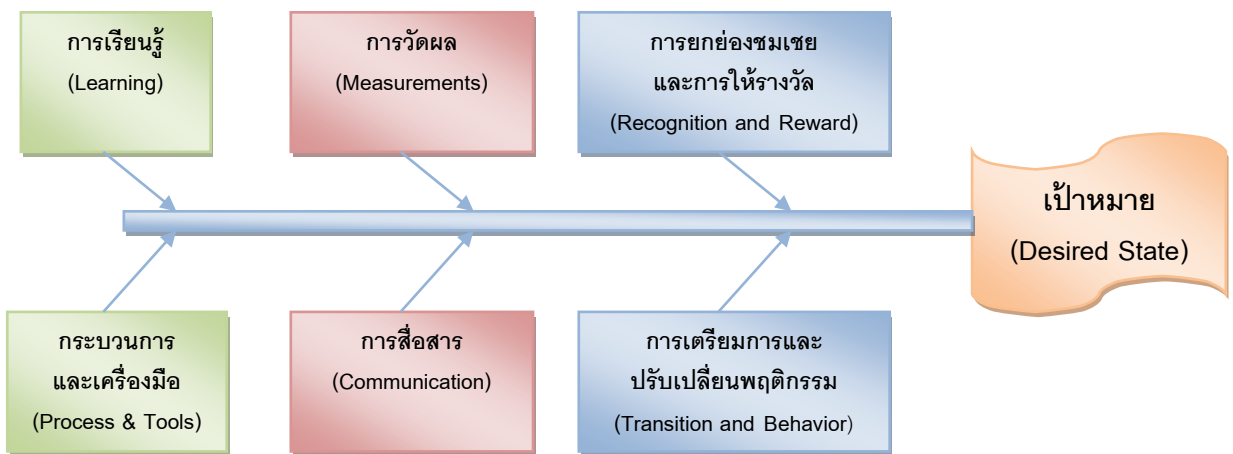 การเรียนรู้
(Learning)
การวัดผล
(Measurements)
การยกย่องชมเชย
และการให้รางวัล
(Recognition and Reward)
เป้าหมาย
(Desired State)
กระบวนการ
และเครื่องมือ
(Process & Tools)
การสื่อสาร
(Communication)
การเตรียมการและ
ปรับเปลี่ยนพฤติกรรม
(Transition and Behavior)